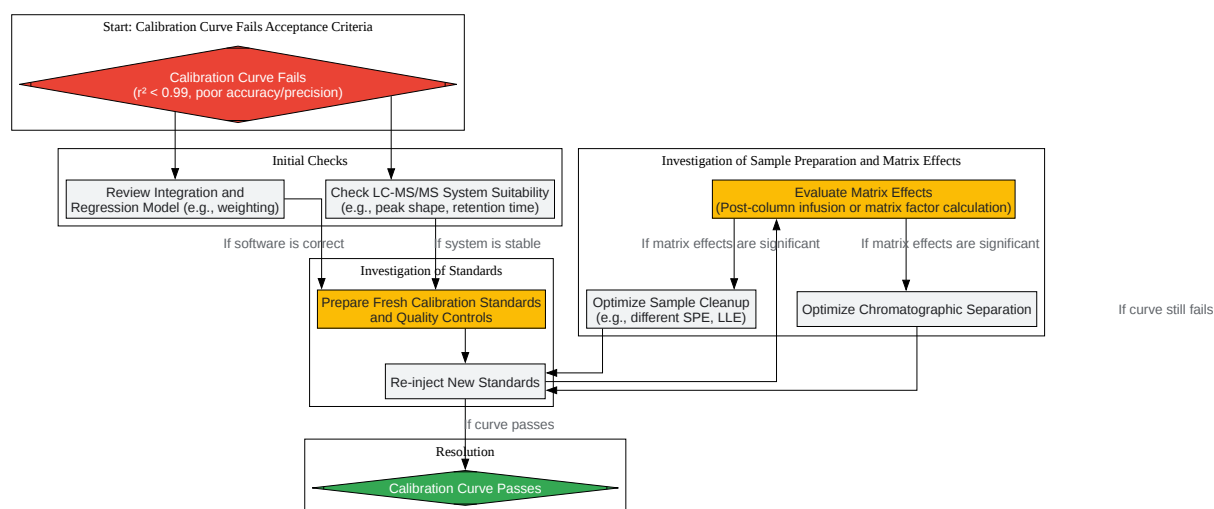 Start: Calibration Curve Fails Acceptance Criteria
Calibration Curve Fails
(r² < 0.99, poor accuracy/precision)
Initial Checks
Review Integration and
Regression Model (e.g., weighting)
Check LC-MS/MS System Suitability
(e.g., peak shape, retention time)
Investigation of Sample Preparation and Matrix Effects
Evaluate Matrix Effects
(Post-column infusion or matrix factor calculation)
If software is correct
If system is stable
If matrix effects are significant
If matrix effects are significant
Investigation of Standards
Prepare Fresh Calibration Standards
and Quality Controls
Optimize Sample Cleanup
(e.g., different SPE, LLE)
Optimize Chromatographic Separation
If curve still fails
Re-inject New Standards
If curve passes
Resolution
Calibration Curve Passes